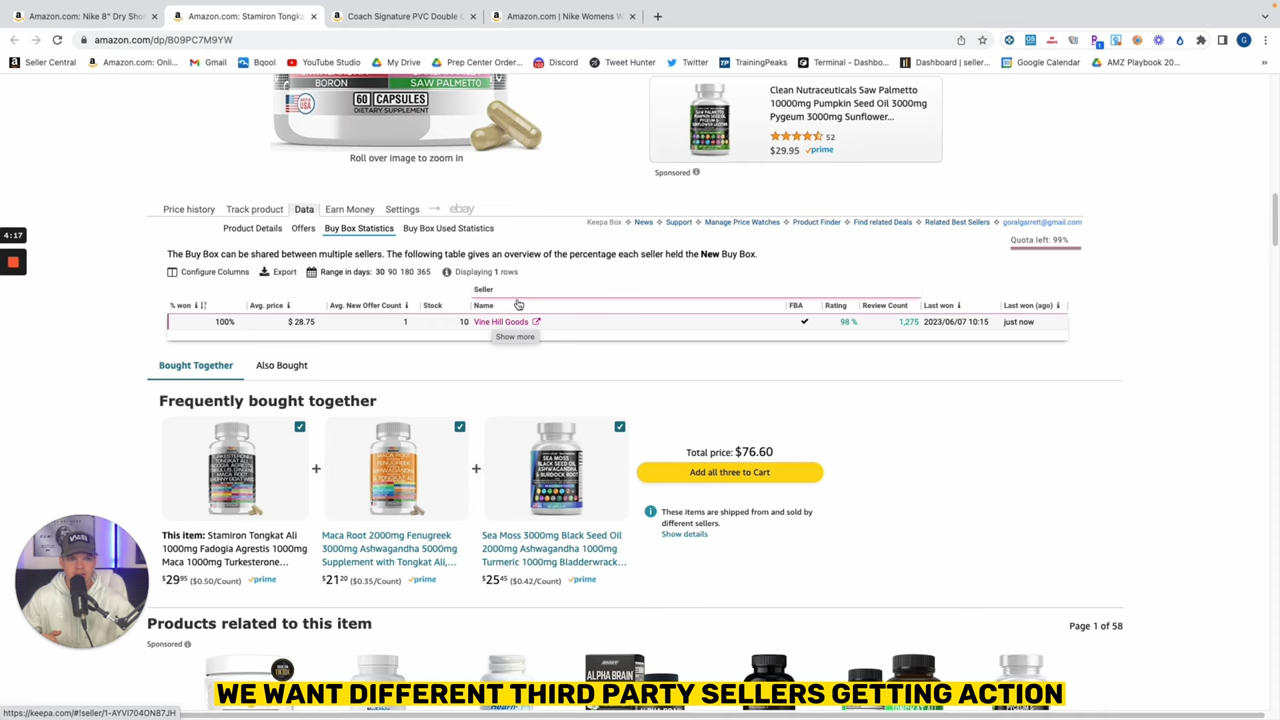 Amazon.com: Nike 8" Dry Shor
Amazon.com: Stamiron Tongka
Coach Signature PVC Double
Amazon.com | Nike Womens W
amazon.com/dp/B09PC7M9YW
Seller Central
Amazon.com: Onli...
Gmail
Bqool
YouTube Studio
My Drive
Prep Center Order...
Discord
Tweet Hunter
Twitter
TrainingPeaks
Terminal - Dashbo...
Dashboard | seller...
Google Calendar
AMZ Playbook 20...
BORON
SAW PALMETTO
60 CAPSULES
DIETARY SUPPLEMENT
Roll over image to zoom in
Clean Nutraceuticals Saw Palmetto
10000mg Pumpkin Seed Oil 3000mg
Pygeum 3000mg Sunflower...
52
$29.95 prime
Sponsored
Price history
Track product
Data
Earn Money
Settings
ebay
Keepa Box
News
Support
Manage Price Watches
Product Finder
Find related Deals
Related Best Sellers
goralgarrett@gmail.com
Product Details
Offers
Buy Box Statistics
Buy Box Used Statistics
Quota left: 99%
4:17
The Buy Box can be shared between multiple sellers. The following table gives an overview of the percentage each seller held the New Buy Box.
Configure Columns
Export
Range in days: 30 90 180 365
Displaying 1 rows
Seller
% won
Avg. price
Avg. New Offer Count
Stock
Name
FBA
Rating
Review Count
Last won
Last won (ago)
100%
$ 28.75
1
10
Vine Hill Goods
98 %
1,275
2023/06/07 10:15
just now
Show more
Bought Together
Also Bought
Frequently bought together
SEA MOSS
BLACK SEED OIL
ASHWAGANDHA
& BURDOCK ROOT
Total price: $76.60
Add all three to Cart
These items are shipped from and sold by
different sellers.
Show details
This item: Stamiron Tongkat Ali
1000mg Fadogia Agrestis 1000mg
Maca 1000mg Turkesterone...
$29.95 ($0.50/Count) prime
Maca Root 2000mg Fenugreek
3000mg Ashwagandha 5000mg
Supplement with Tongkat Ali,...
$21.20 ($0.35/Count) prime
Sea Moss 3000mg Black Seed Oil
2000mg Ashwagandha 1000mg
Turmeric 1000mg Bladderwrack...
$25.45 ($0.42/Count) prime
Products related to this item
Page 1 of 58
Sponsored
ALPHA BRAIN
WE WANT DIFFERENT THIRD PARTY SELLERS GETTING ACTION
https://keepa.com/#!seller/1-AYVI704ON87JH